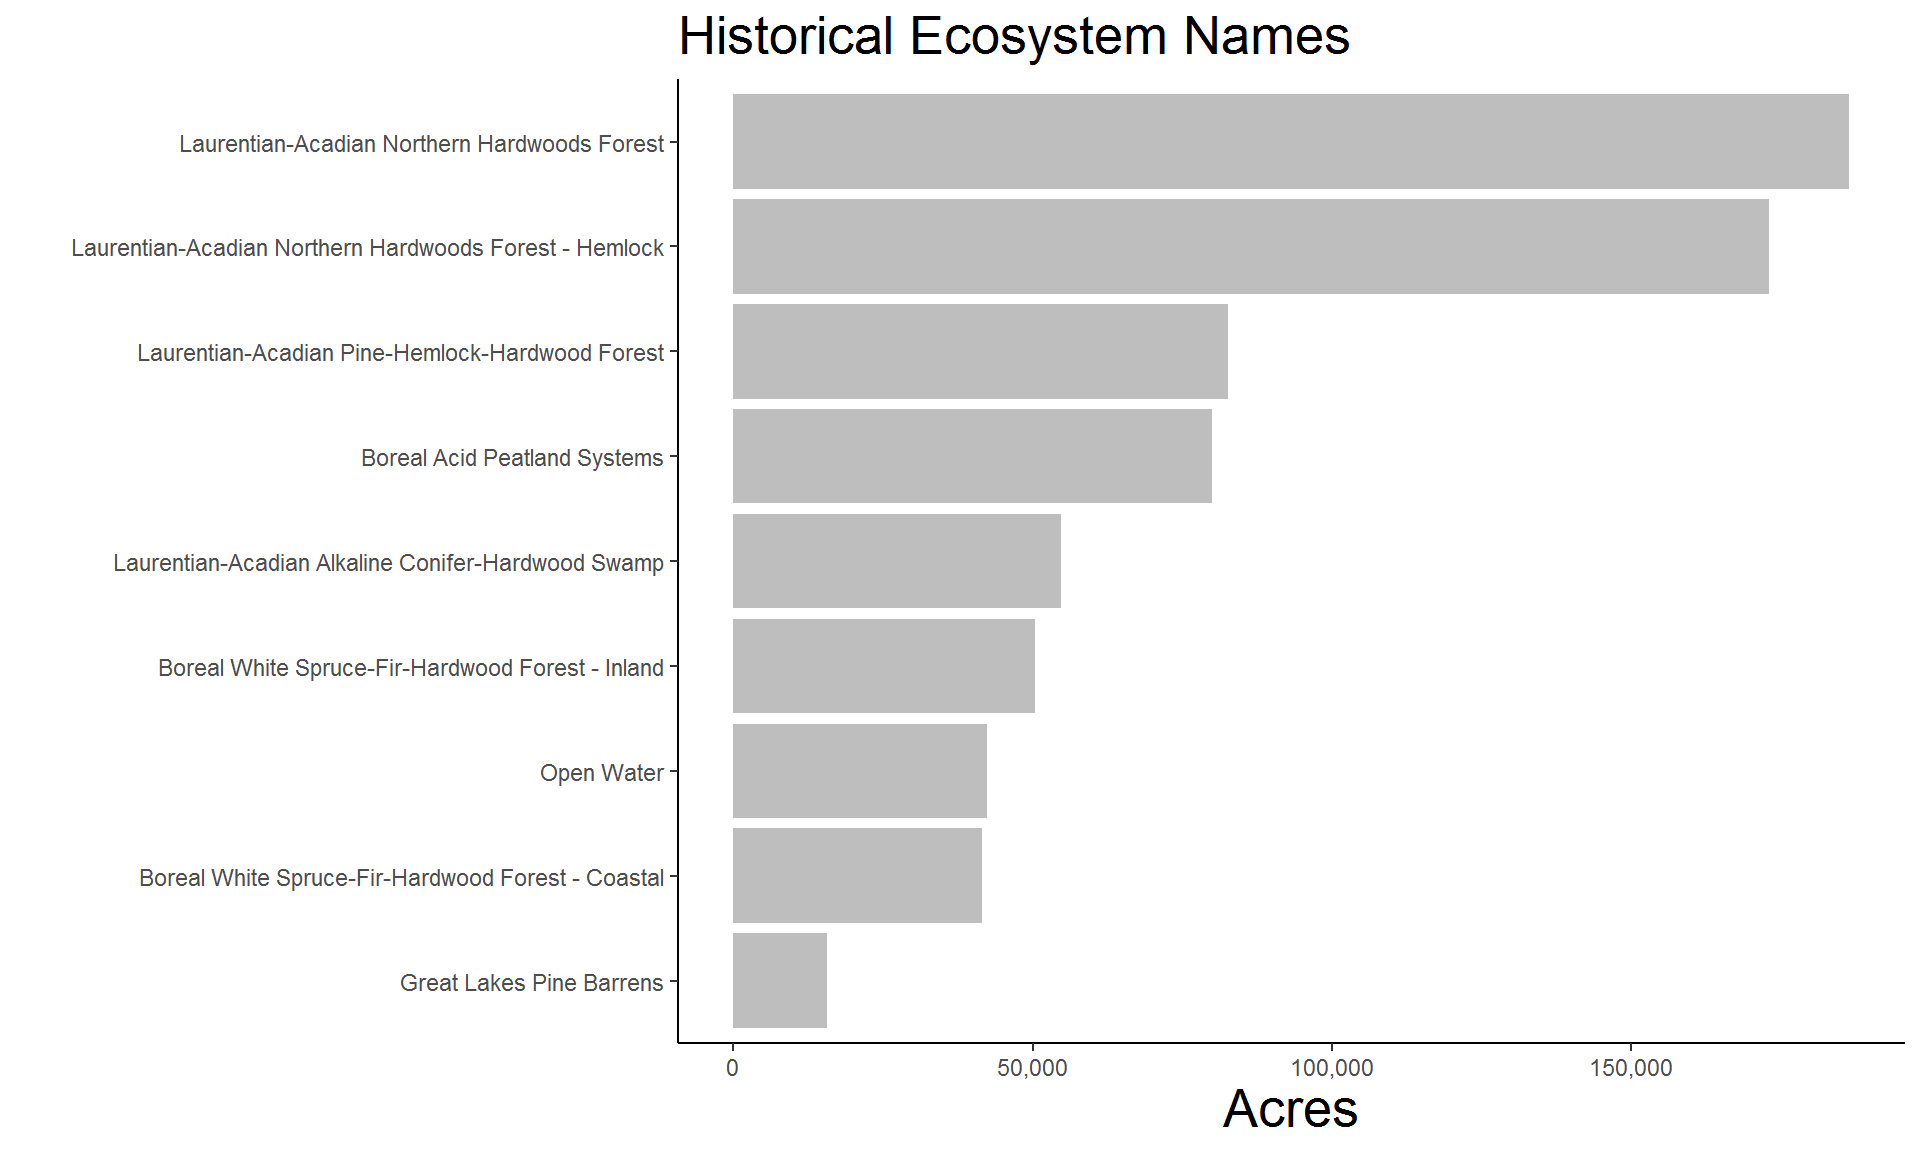 Historical Ecosystem Names
Laurentian-Acadian Northern Hardwoods Forest
Laurentian-Acadian Northern Hardwoods Forest - Hemlock
Laurentian-Acadian Pine-Hemlock-Hardwood Forest
Boreal Acid Peatland Systems
Laurentian-Acadian Alkaline Conifer-Hardwood Swamp
Boreal White Spruce-Fir-Hardwood Forest - Inland
Open Water
Boreal White Spruce-Fir-Hardwood Forest - Coastal
Great Lakes Pine Barrens
0 50,000 100,000 150,000
Acres